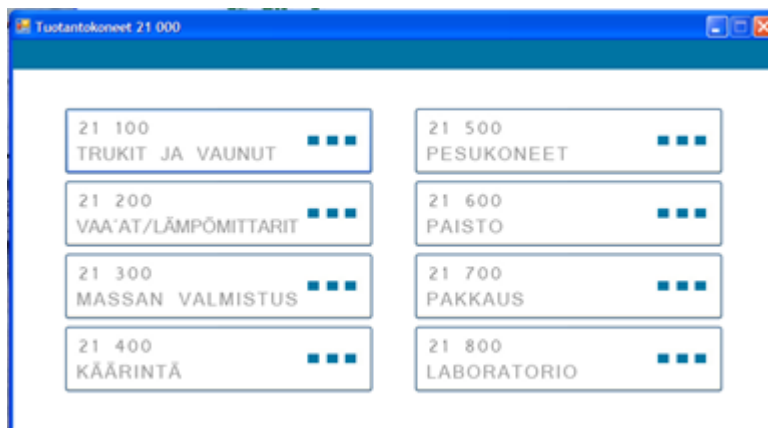 Tuotantokoneet 21 000
21 100
TRUKIT JA VAUNUT
21 200
VAA'AT/LÄMPÖMITTARIT
21 300
MASSAN VALMISTUS
21 400
KÄÄRINTÄ
21 500
PESUKONEET
21 600
PAISTO
21 700
PAKKAUS
21 800
LABORATORIO